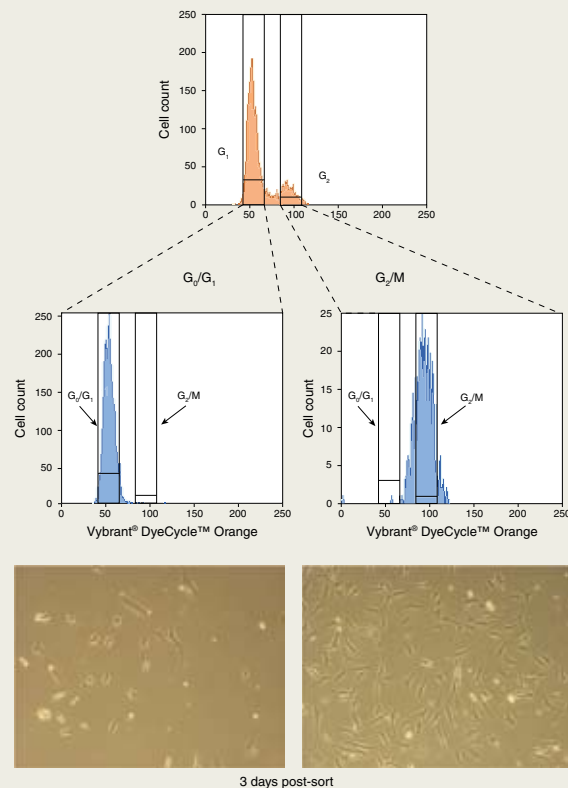 250
200
150
100
50
0
Cell count
G₁
G₂
0 50 100 150 200 250
G₀/G₁
G₂/M
250
200
150
100
50
0
Cell count
G₀/G₁
G₂/M
0 50 100 150 200 250
Vybrant® DyeCycle™ Orange
25
20
15
10
5
0
Cell count
G₀/G₁
G₂/M
0 50 100 150 200 250
Vybrant® DyeCycle™ Orange
3 days post-sort